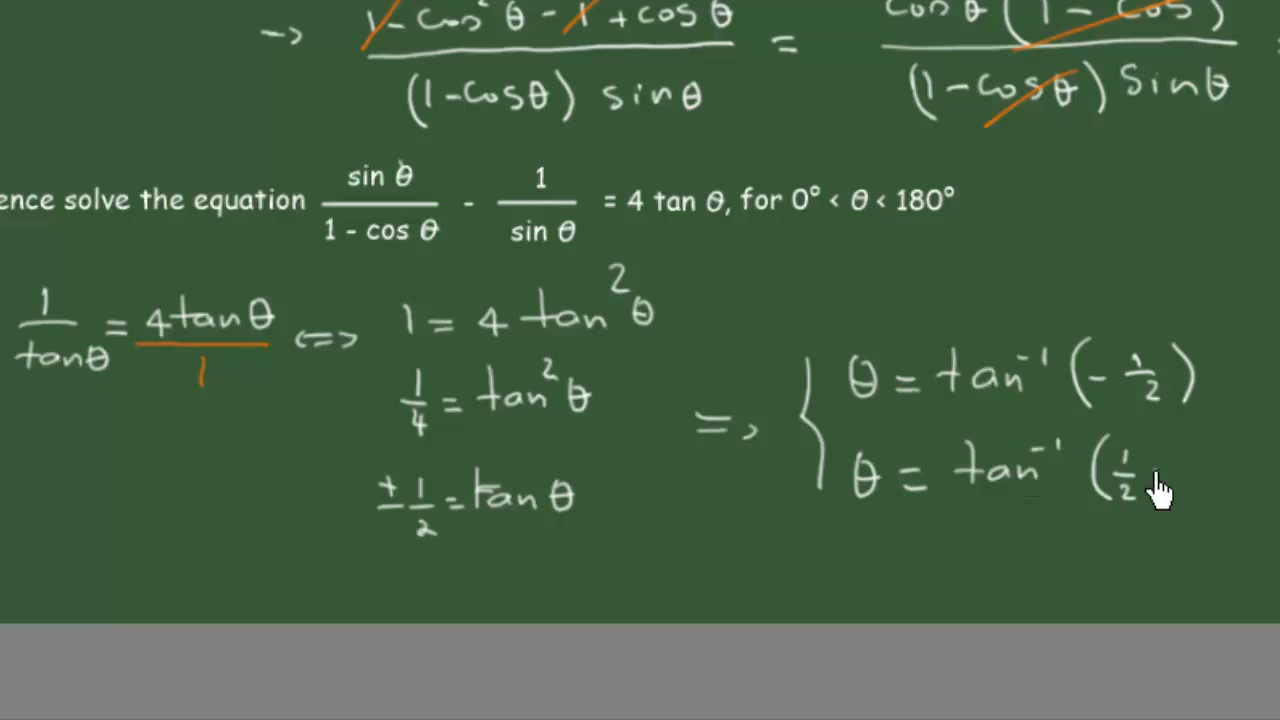 -> 1 - cos² θ - 1 + cos θ / (1 - cos θ) sin θ = cos θ (1 - cos) / (1 - cos θ) sin θ
ence solve the equation sin θ / 1 - cos θ - 1 / sin θ = 4 tan θ, for 0° < θ < 180°
1 / tan θ = 4 tan θ / 1 <=> 1 = 4 tan² θ
1/4 = tan² θ
± 1/2 = tan θ
=> { θ = tan⁻¹ (- 1/2)
θ = tan⁻¹ (1/2